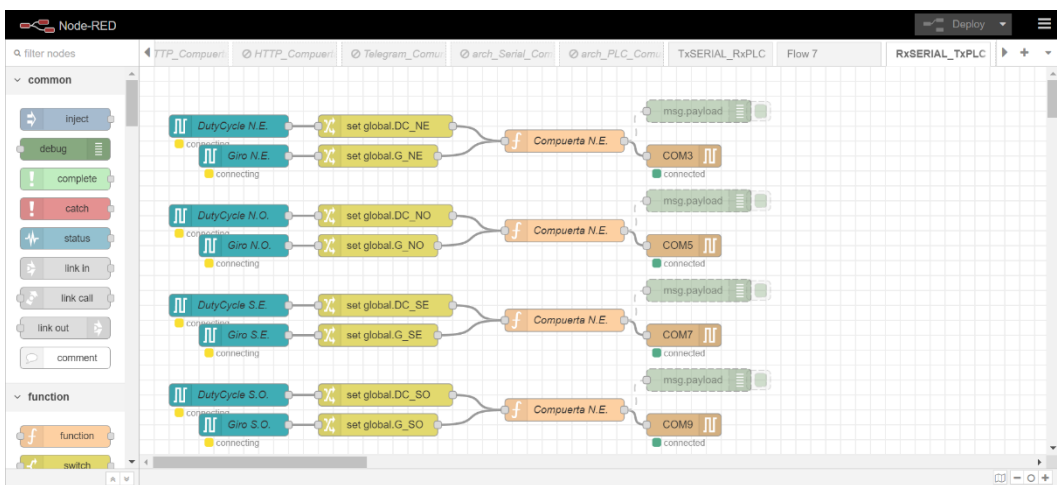 Node-RED
Deploy
filter nodes
TTP_Compuert
HTTP_Compuert
Telegram_Comu
arch_Serial_Com
arch_PLC_Comu
TxSERIAL_RxPLC
Flow 7
RxSERIAL_TxPLC
common
inject
debug
complete
catch
status
link in
link call
link out
comment
function
function
switch
DutyCycle N.E.
connecting
Giro N.E.
connecting
set global.DC_NE
set global.G_NE
Compuerta N.E.
msg.payload
COM3
connected
DutyCycle N.O.
connecting
Giro N.O.
connecting
set global.DC_NO
set global.G_NO
Compuerta N.E.
msg.payload
COM5
connected
DutyCycle S.E.
connecting
Giro S.E.
connecting
set global.DC_SE
set global.G_SE
Compuerta N.E.
msg.payload
COM7
connected
DutyCycle S.O.
connecting
Giro S.O.
connecting
set global.DC_SO
set global.G_SO
Compuerta N.E.
msg.payload
COM9
connected